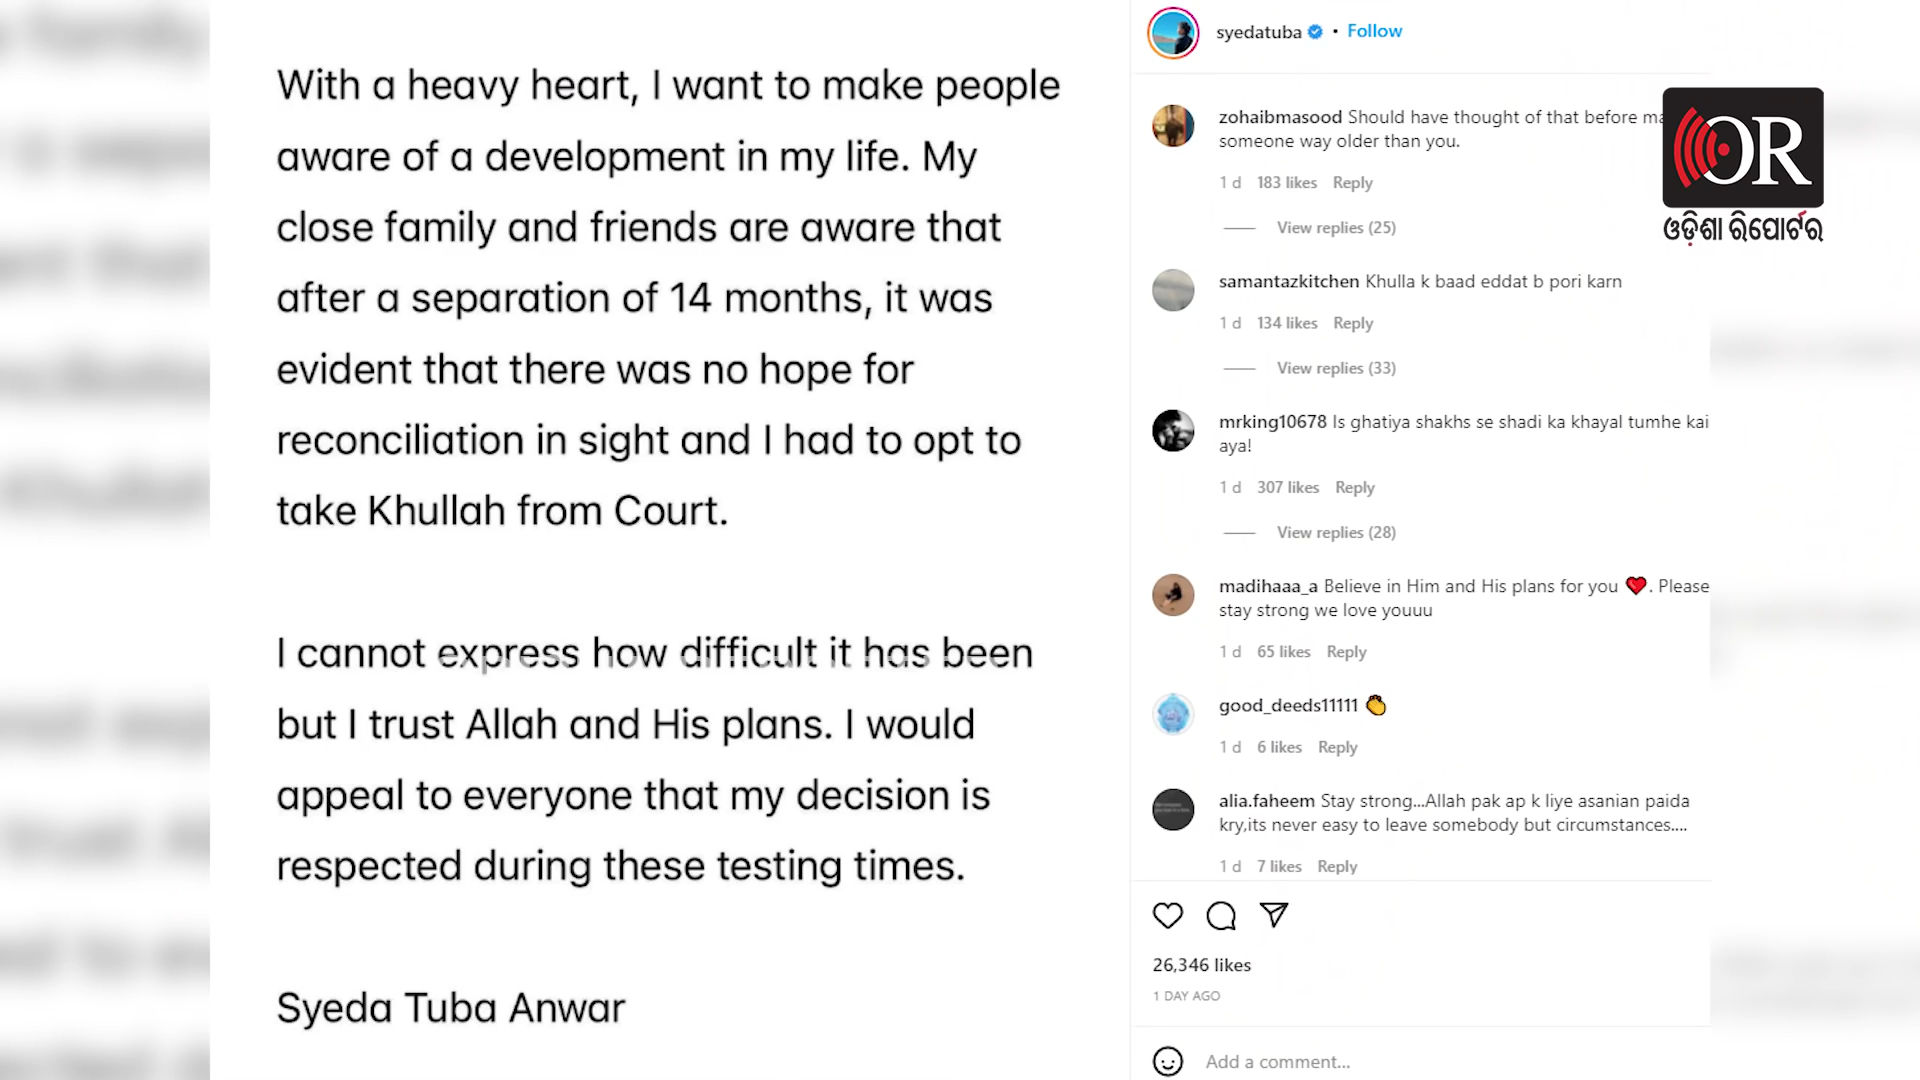 With a heavy heart, I want to make people
aware of a development in my life. My
close family and friends are aware that
after a separation of 14 months, it was
evident that there was no hope for
reconciliation in sight and I had to opt to
take Khullah from Court.
I cannot express how difficult it has been
but I trust Allah and His plans. I would
appeal to everyone that my decision is
respected during these testing times.
Syeda Tuba Anwar
syedatuba • Follow
zohaibmasood Should have thought of that before
someone way older than you.
1 d 183 likes Reply
View replies (25)
samantazkitchen Khulla k baad eddat b pori karn
1 d 134 likes Reply
View replies (33)
mrking10678 Is ghatiya shakhs se shadi ka khayal tumhe kai
aya!
1 d 307 likes Reply
View replies (28)
madihaaa_a Believe in Him and His plans for you ❤️. Please
stay strong we love youuu
1 d 65 likes Reply
good_deeds11111 👏
1 d 6 likes Reply
alia.faheem Stay strong...Allah pak ap k liye asanian paida
kry,its never easy to leave somebody but circumstances....
1 d 7 likes Reply
26,346 likes
1 DAY AGO
Add a comment...
OR
ଓଡ଼ିଶା ରିପୋର୍ଟର